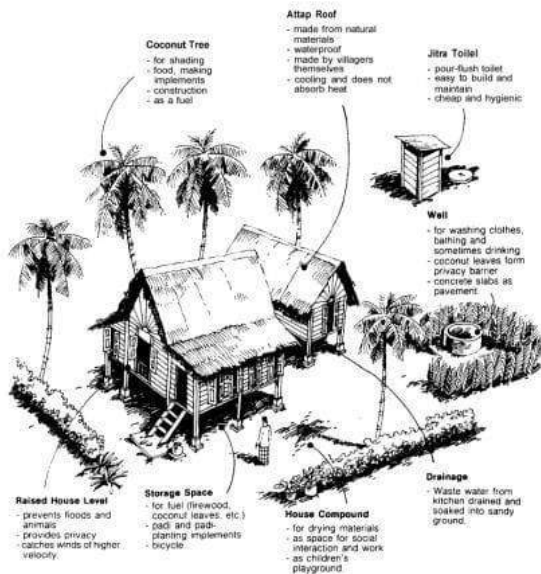 Attap Roof
- made from natural
materials
- waterproof
- made by villagers
themselves
- cooling and does not
absorb heat
Coconut Tree
- for shading
- food, making
implements
- construction
- as a fuel
Jitra Toilel
- pour-flush toilet
- easy to build and
maintain
- cheap and hygienic
Well
- for washing clothes,
bathing and
sometimes drinking
- coconut leaves form
privacy barrier
- concrete slabs as
pavement
Raised House Level
- prevents floods and
animals
- provides privacy
- catches winds of higher
velocity.
Storage Space
- for fuel (firewood,
coconut leaves, etc.)
- padi and padi-
planting implements
- bicycle
House Compound
- for drying materials
- as space for social
interaction and work
- as children's
playground
Drainage
- Waste water from
kitchen drained and
soaked into sandy
ground.